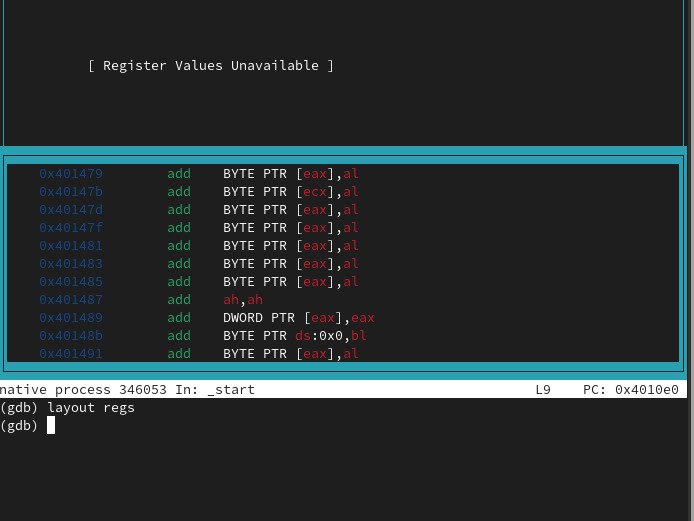 [ Register Values Unavailable ]
0x401479 add BYTE PTR [eax],al
0x40147b add BYTE PTR [ecx],al
0x40147d add BYTE PTR [eax],al
0x40147f add BYTE PTR [eax],al
0x401481 add BYTE PTR [eax],al
0x401483 add BYTE PTR [eax],al
0x401485 add BYTE PTR [eax],al
0x401487 add ah,ah
0x401489 add DWORD PTR [eax],eax
0x40148b add BYTE PTR ds:0x0,bl
0x401491 add BYTE PTR [eax],al
native process 346053 In: _start L9 PC: 0x4010e0
(gdb) layout regs
(gdb)